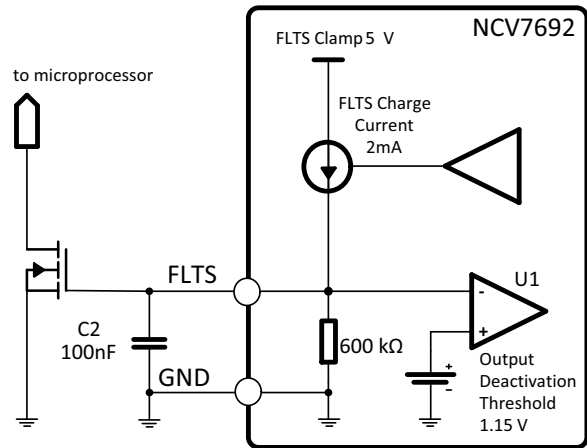 NCV7692
FLTS Clamp 5 V
to microprocessor
FLTS Charge
Current
2mA
FLTS
U1
-
+
C2
100nF
600 kΩ
+
-
GND
Output
Deactivation
Threshold
1.15 V